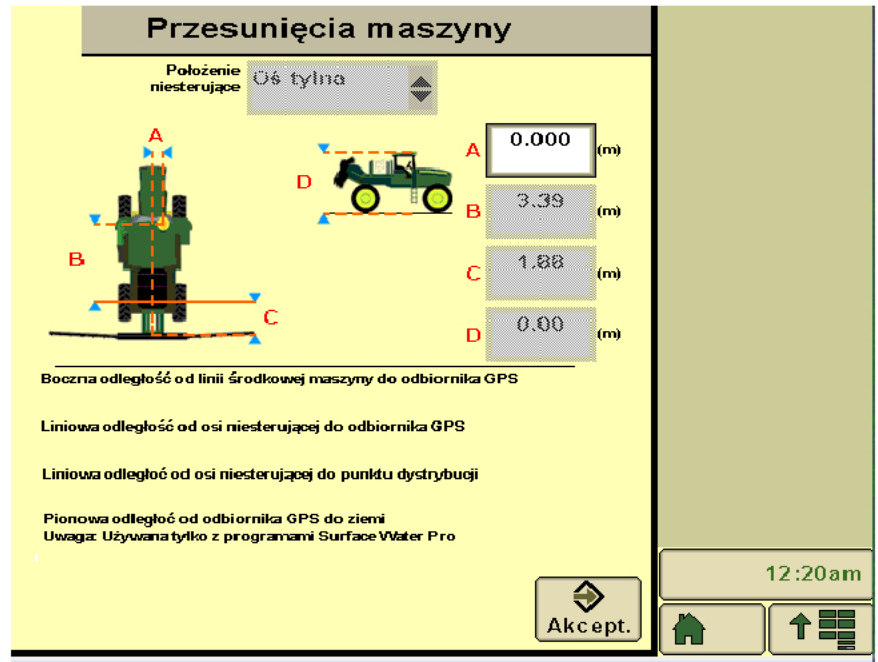 Przesunięcia maszyny
Położenie
niesterujące
Oś tylna
A
B
C
D
A 0.000 (m)
B 3.39 (m)
C 1.88 (m)
D 0.00 (m)
Boczna odległość od linii środkowej maszyny do odbiornika GPS
Liniowa odległość od osi niesterującej do odbiornika GPS
Liniowa odległoć od osi niesterującej do punktu dystrybucji
Pionowa odległoć od odbiornika GPS do ziemi
Uwaga: Używana tylko z programami Surface Water Pro
12:20am
Akcept.